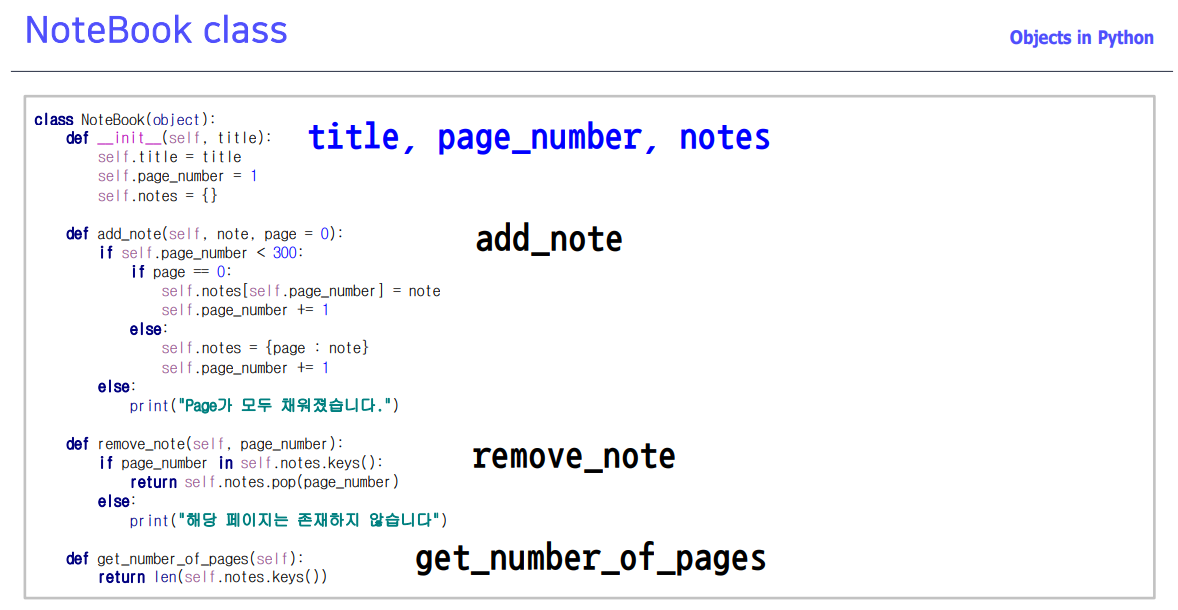 NoteBook class
Objects in Python
class NoteBook(object):
    def __init__(self, title):
        self.title = title
        self.page_number = 1
        self.notes = {}
title, page_number, notes
    def add_note(self, note, page = 0):
        if self.page_number < 300:
            if page == 0:
                self.notes[self.page_number] = note
                self.page_number += 1
            else:
                self.notes = {page : note}
                self.page_number += 1
        else:
            print("Page가 모두 채워졌습니다.")
add_note
    def remove_note(self, page_number):
        if page_number in self.notes.keys():
            return self.notes.pop(page_number)
        else:
            print("해당 페이지는 존재하지 않습니다")
remove_note
    def get_number_of_pages(self):
        return len(self.notes.keys())
get_number_of_pages